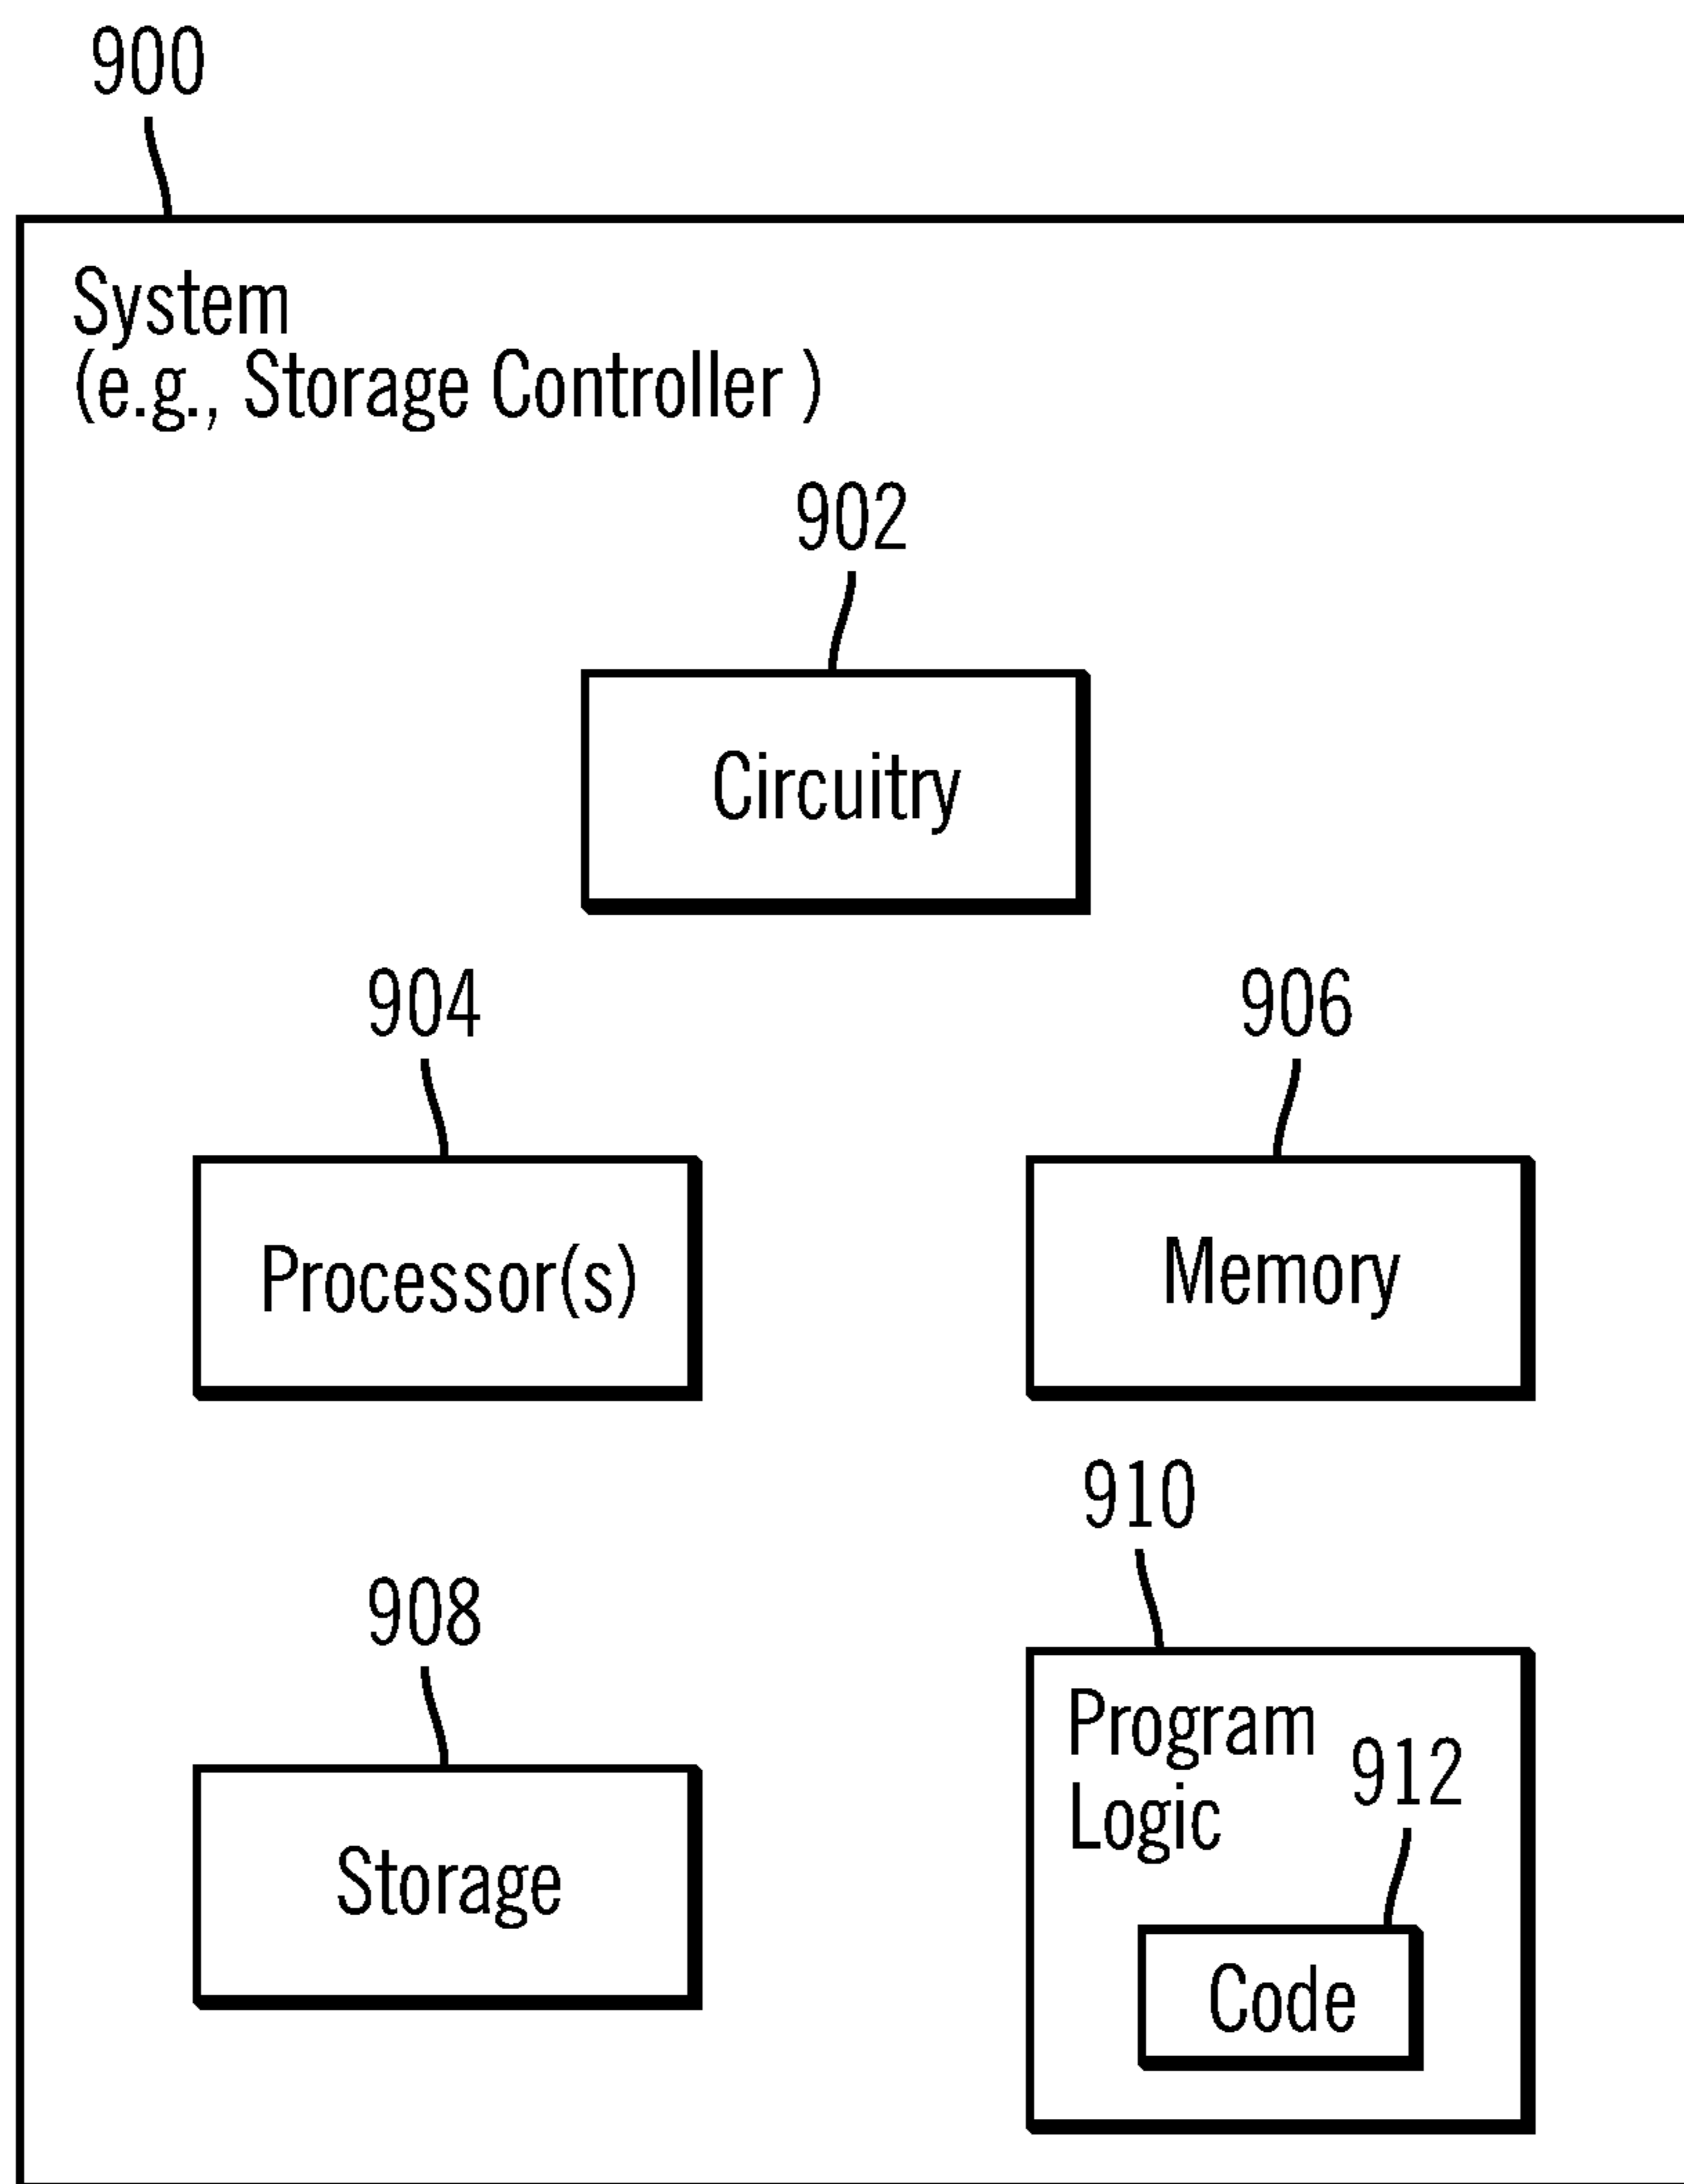 900
System
(e.g., Storage Controller )
902
Circuitry
904
906
Processor(s)
Memory
910
908
Program
912
Logic
Storage
Code